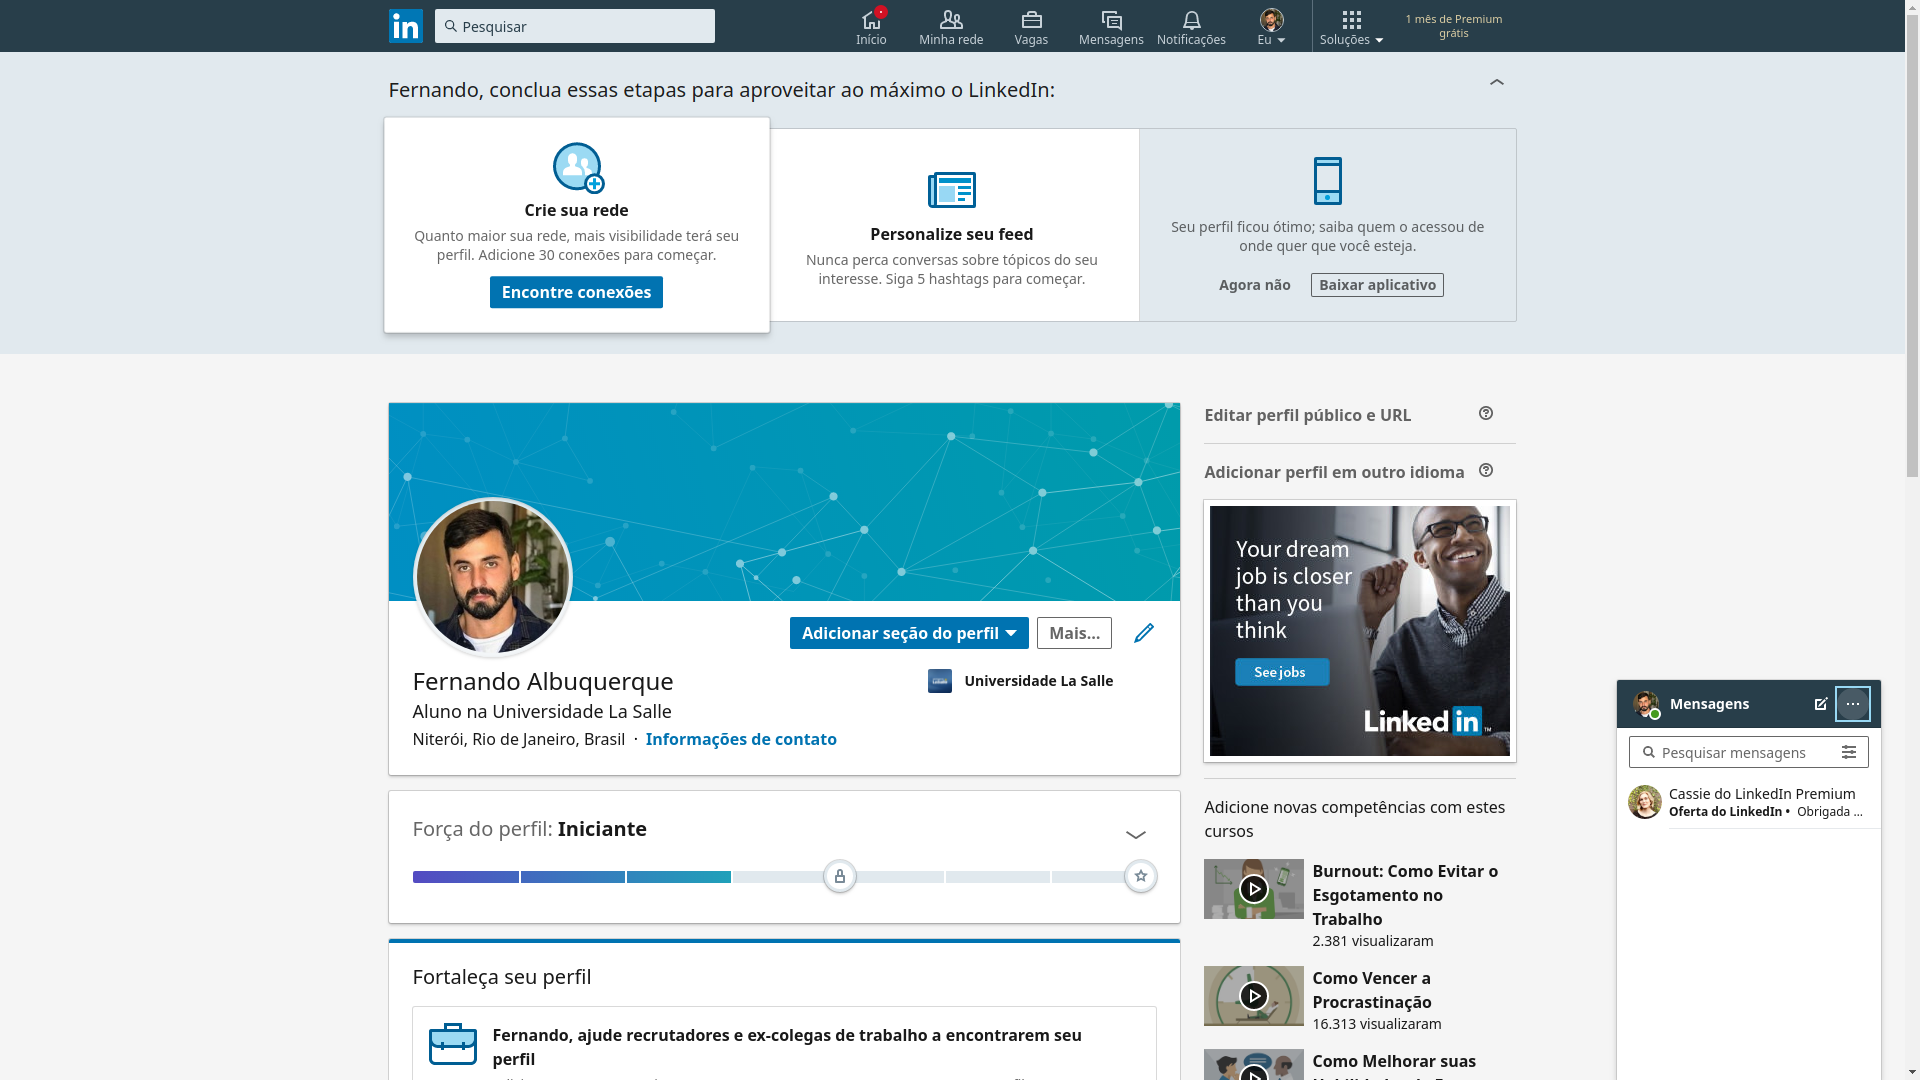 in
Pesquisar
Início
Minha rede
Vagas
Mensagens
Notificações
Eu
Soluções
1 mês de Premium
grátis
Fernando, conclua essas etapas para aproveitar ao máximo o LinkedIn:
Crie sua rede
Quanto maior sua rede, mais visibilidade terá seu
perfil. Adicione 30 conexões para começar.
Encontre conexões
Personalize seu feed
Nunca perca conversas sobre tópicos do seu
interesse. Siga 5 hashtags para começar.
Seu perfil ficou ótimo; saiba quem o acessou de
onde quer que você esteja.
Agora não
Baixar aplicativo
Adicionar seção do perfil
Mais...
Fernando Albuquerque
Aluno na Universidade La Salle
Niterói, Rio de Janeiro, Brasil · Informações de contato
Universidade La Salle
Força do perfil: Iniciante
Fortaleça seu perfil
Fernando, ajude recrutadores e ex-colegas de trabalho a encontrarem seu
perfil
Editar perfil público e URL
Adicionar perfil em outro idioma
Your dream
job is closer
than you
think
See jobs
Linked in ™
Adicione novas competências com estes
cursos
Burnout: Como Evitar o
Esgotamento no
Trabalho
2.381 visualizaram
Como Vencer a
Procrastinação
16.313 visualizaram
Como Melhorar suas
Mensagens
Pesquisar mensagens
Cassie do LinkedIn Premium
Oferta do LinkedIn • Obrigada ...